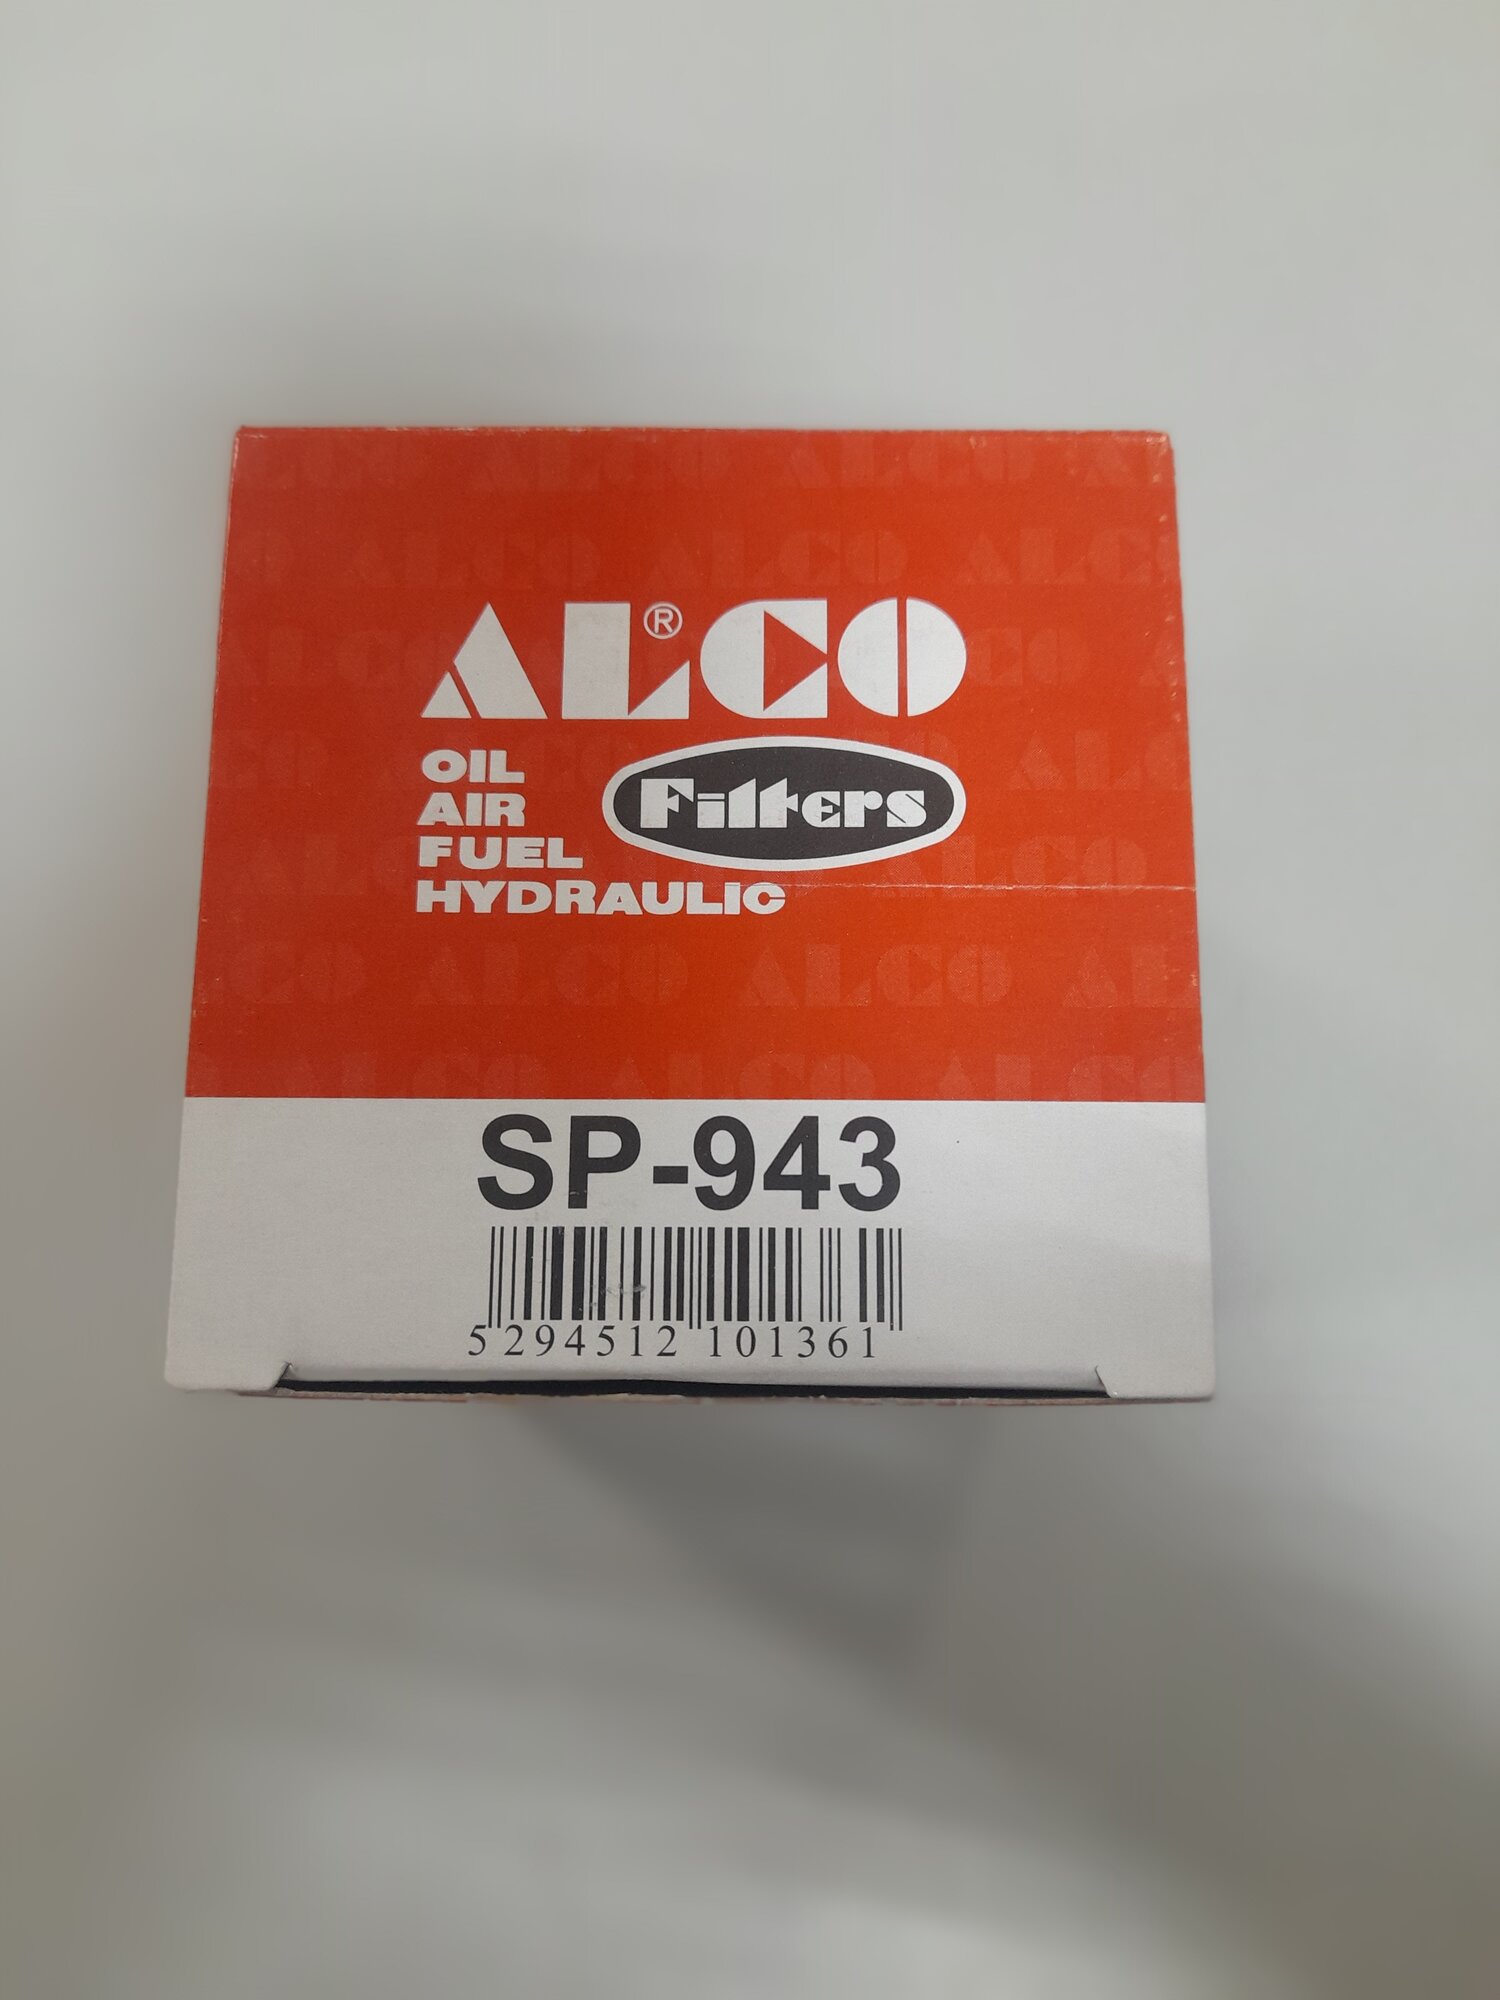 ALCO®
OIL
AIR
FUEL
HYDRAULIC
Filters
SP-943
5 294512 101361